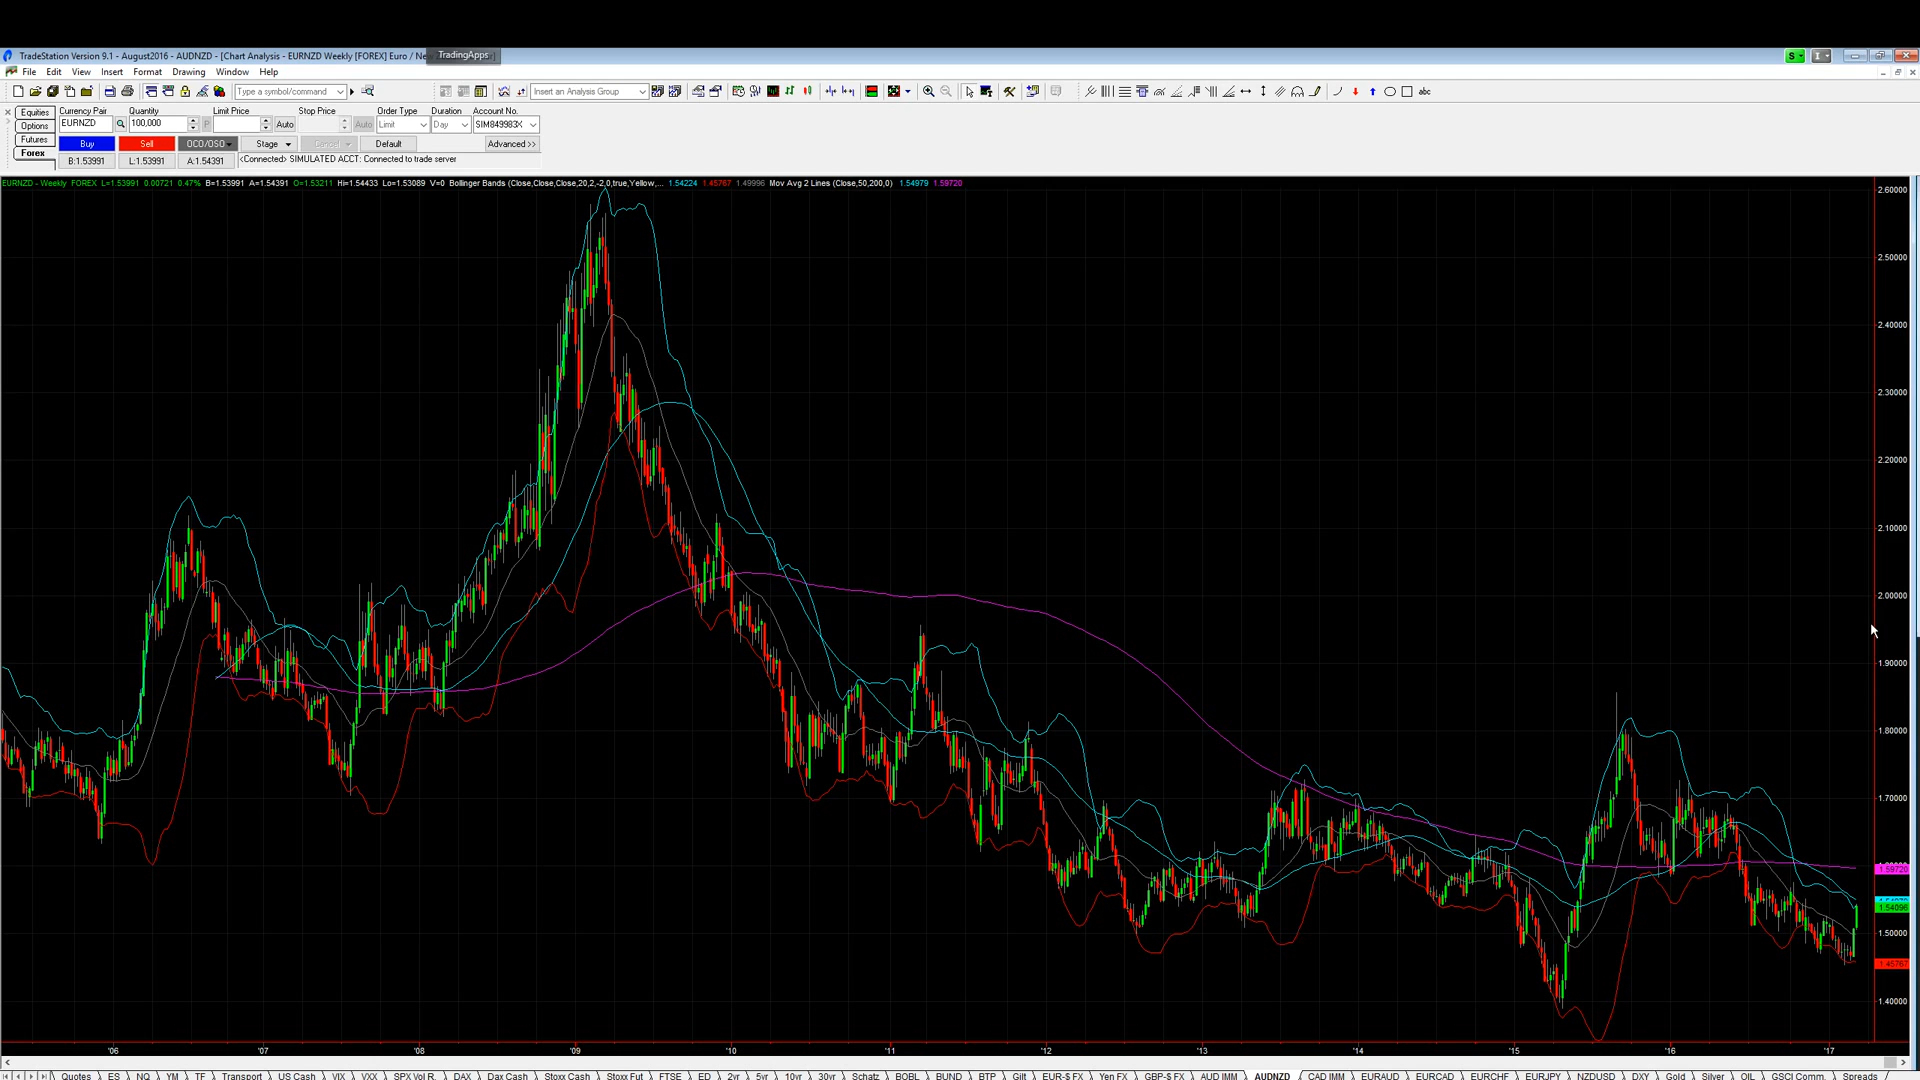 TradeStation Version 9.1 - August2016 - AUDNZD - [Chart Analysis - EURNZD Weekly [FOREX] Euro / Ne
TradingApps
S
I
File Edit View Insert Format Drawing Window Help
Type a symbol/command
Insert an Analysis Group
abc
Equities
Options
Futures
Forex
Currency Pair Quantity Limit Price Stop Price Order Type Duration Account No.
EURNZD 100,000 P Auto Auto Limit Day SIM849983X
Buy Sell OCO/OSO Stage Cancel Default Advanced >>
B:1.53991 L:1.53991 A:1.54391 <Connected> SIMULATED ACCT: Connected to trade server
EURNZD - Weekly FOREX L=1.53991 0.00721 0.47% B=1.53991 A=1.54391 O=1.53211 Hi=1.54433 Lo=1.53089 V=0 Bollinger Bands (Close,Close,Close,20,2,-2,0,true,Yellow,... 1.54224 1.45767 1.49996 Mov Avg 2 Lines (Close,50,200,0) 1.54979 1.59720
2.60000
2.50000
2.40000
2.30000
2.20000
2.10000
2.00000
1.90000
1.80000
1.70000
1.59720
1.54096
1.50000
1.45767
1.40000
'06 '07 '08 '09 '10 '11 '12 '13 '14 '15 '16 '17
Quotes ES NQ YM TF Transport US Cash VIX VXX SPX Vol R. DAX Dax Cash Stoxx Cash Stoxx Fut FTSE ED 2yr 5yr 10yr 30yr Schatz BOBL BUND BTP Gilt EUR-$ FX Yen FX GBP-$ FX AUD IMM AUDNZD CAD IMM EURAUD EURCAD EURCHF EURJPY NZDUSD DXY Gold Silver OIL GSCI Comm. Spreads